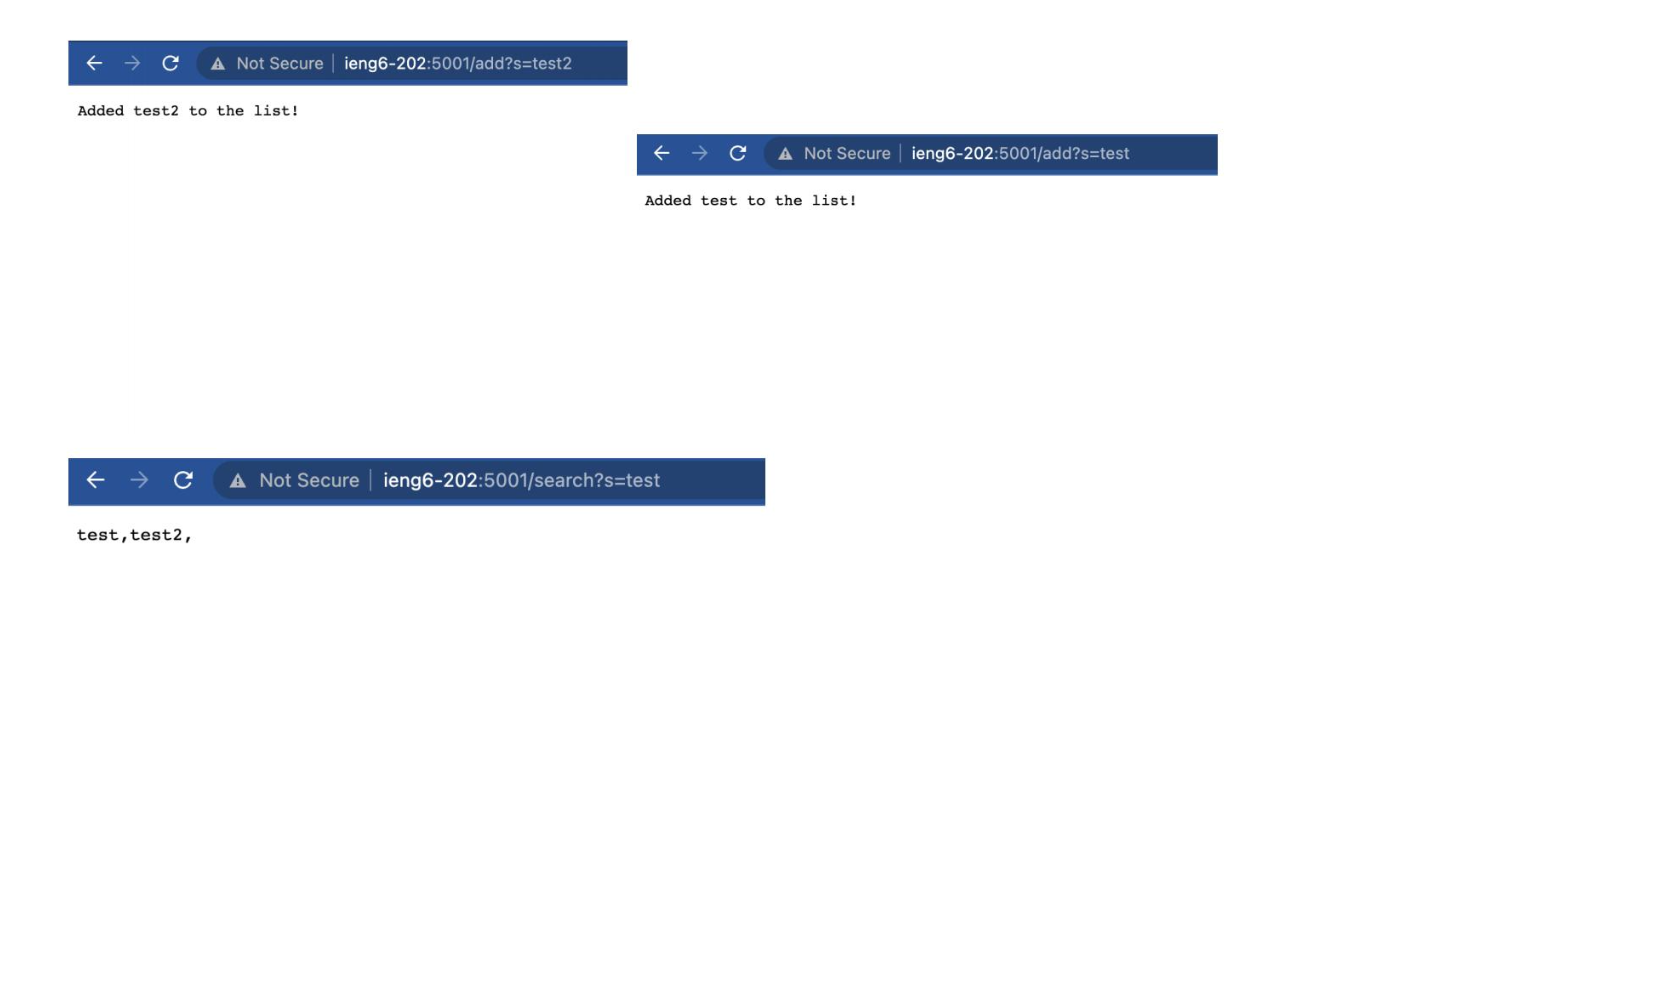 Not Secure | ieng6-202:5001/add?s=test2
Added test2 to the list!
Not Secure | ieng6-202:5001/add?s=test
Added test to the list!
Not Secure | ieng6-202:5001/search?s=test
test,test2,